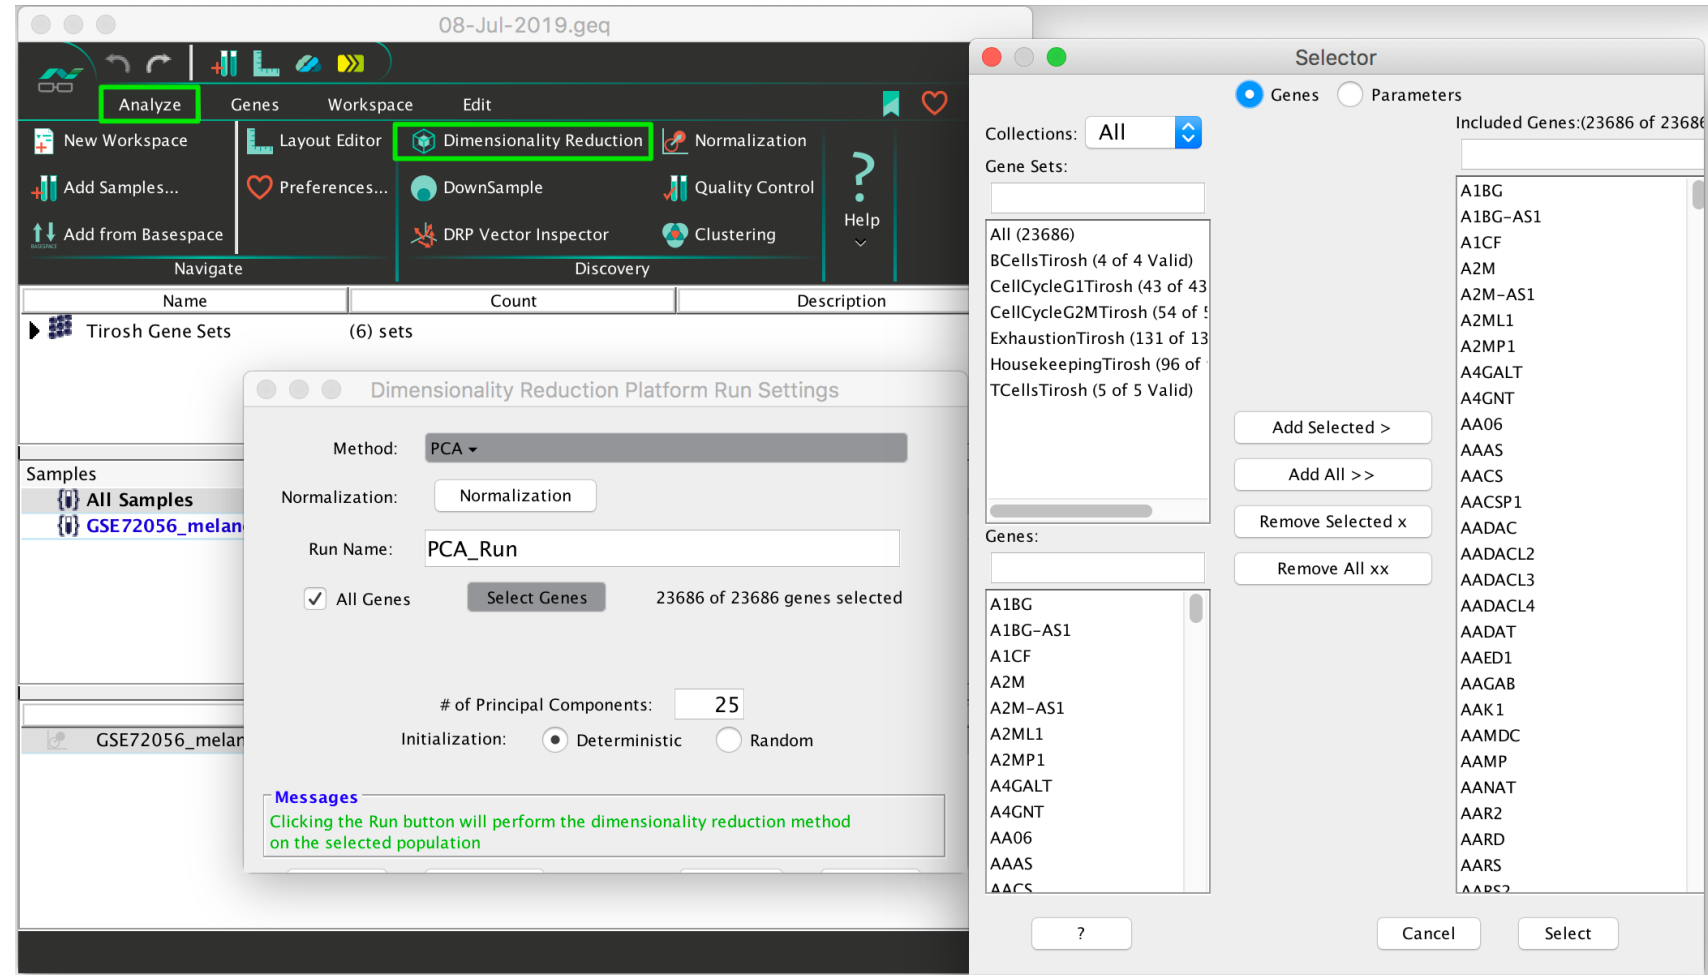 08-Jul-2019.geq
Analyze Genes Workspace Edit
New Workspace Layout Editor Dimensionality Reduction Normalization
Add Samples... Preferences... DownSample Quality Control
Help
Add from Basespace DRP Vector Inspector Clustering
Navigate Discovery
Name Count Description
Tirosh Gene Sets (6) sets
Samples
All Samples
GSE72056_melan
GSE72056_melar
Dimensionality Reduction Platform Run Settings
Method: PCA
Normalization: Normalization
Run Name: PCA_Run
All Genes Select Genes 23686 of 23686 genes selected
# of Principal Components: 25
Initialization: Deterministic Random
Messages
Clicking the Run button will perform the dimensionality reduction method
on the selected population
Selector
Genes Parameters
Collections: All
Gene Sets:
All (23686)
BCellsTirosh (4 of 4 Valid)
CellCycleG1Tirosh (43 of 43
CellCycleG2MTirosh (54 of
ExhaustionTirosh (131 of 13
HousekeepingTirosh (96 of
TCellsTirosh (5 of 5 Valid)
Genes:
A1BG
A1BG-AS1
A1CF
A2M
A2M-AS1
A2ML1
A2MP1
A4GALT
A4GNT
AA06
AAAS
AACS
Add Selected >
Add All >>
Remove Selected x
Remove All xx
Included Genes:(23686 of 23686
A1BG
A1BG-AS1
A1CF
A2M
A2M-AS1
A2ML1
A2MP1
A4GALT
A4GNT
AA06
AAAS
AACS
AACSP1
AADAC
AADACL2
AADACL3
AADACL4
AADAT
AAED1
AAGAB
AAK1
AAMDC
AAMP
AANAT
AAR2
AARD
AARS
AARS2
? Cancel Select